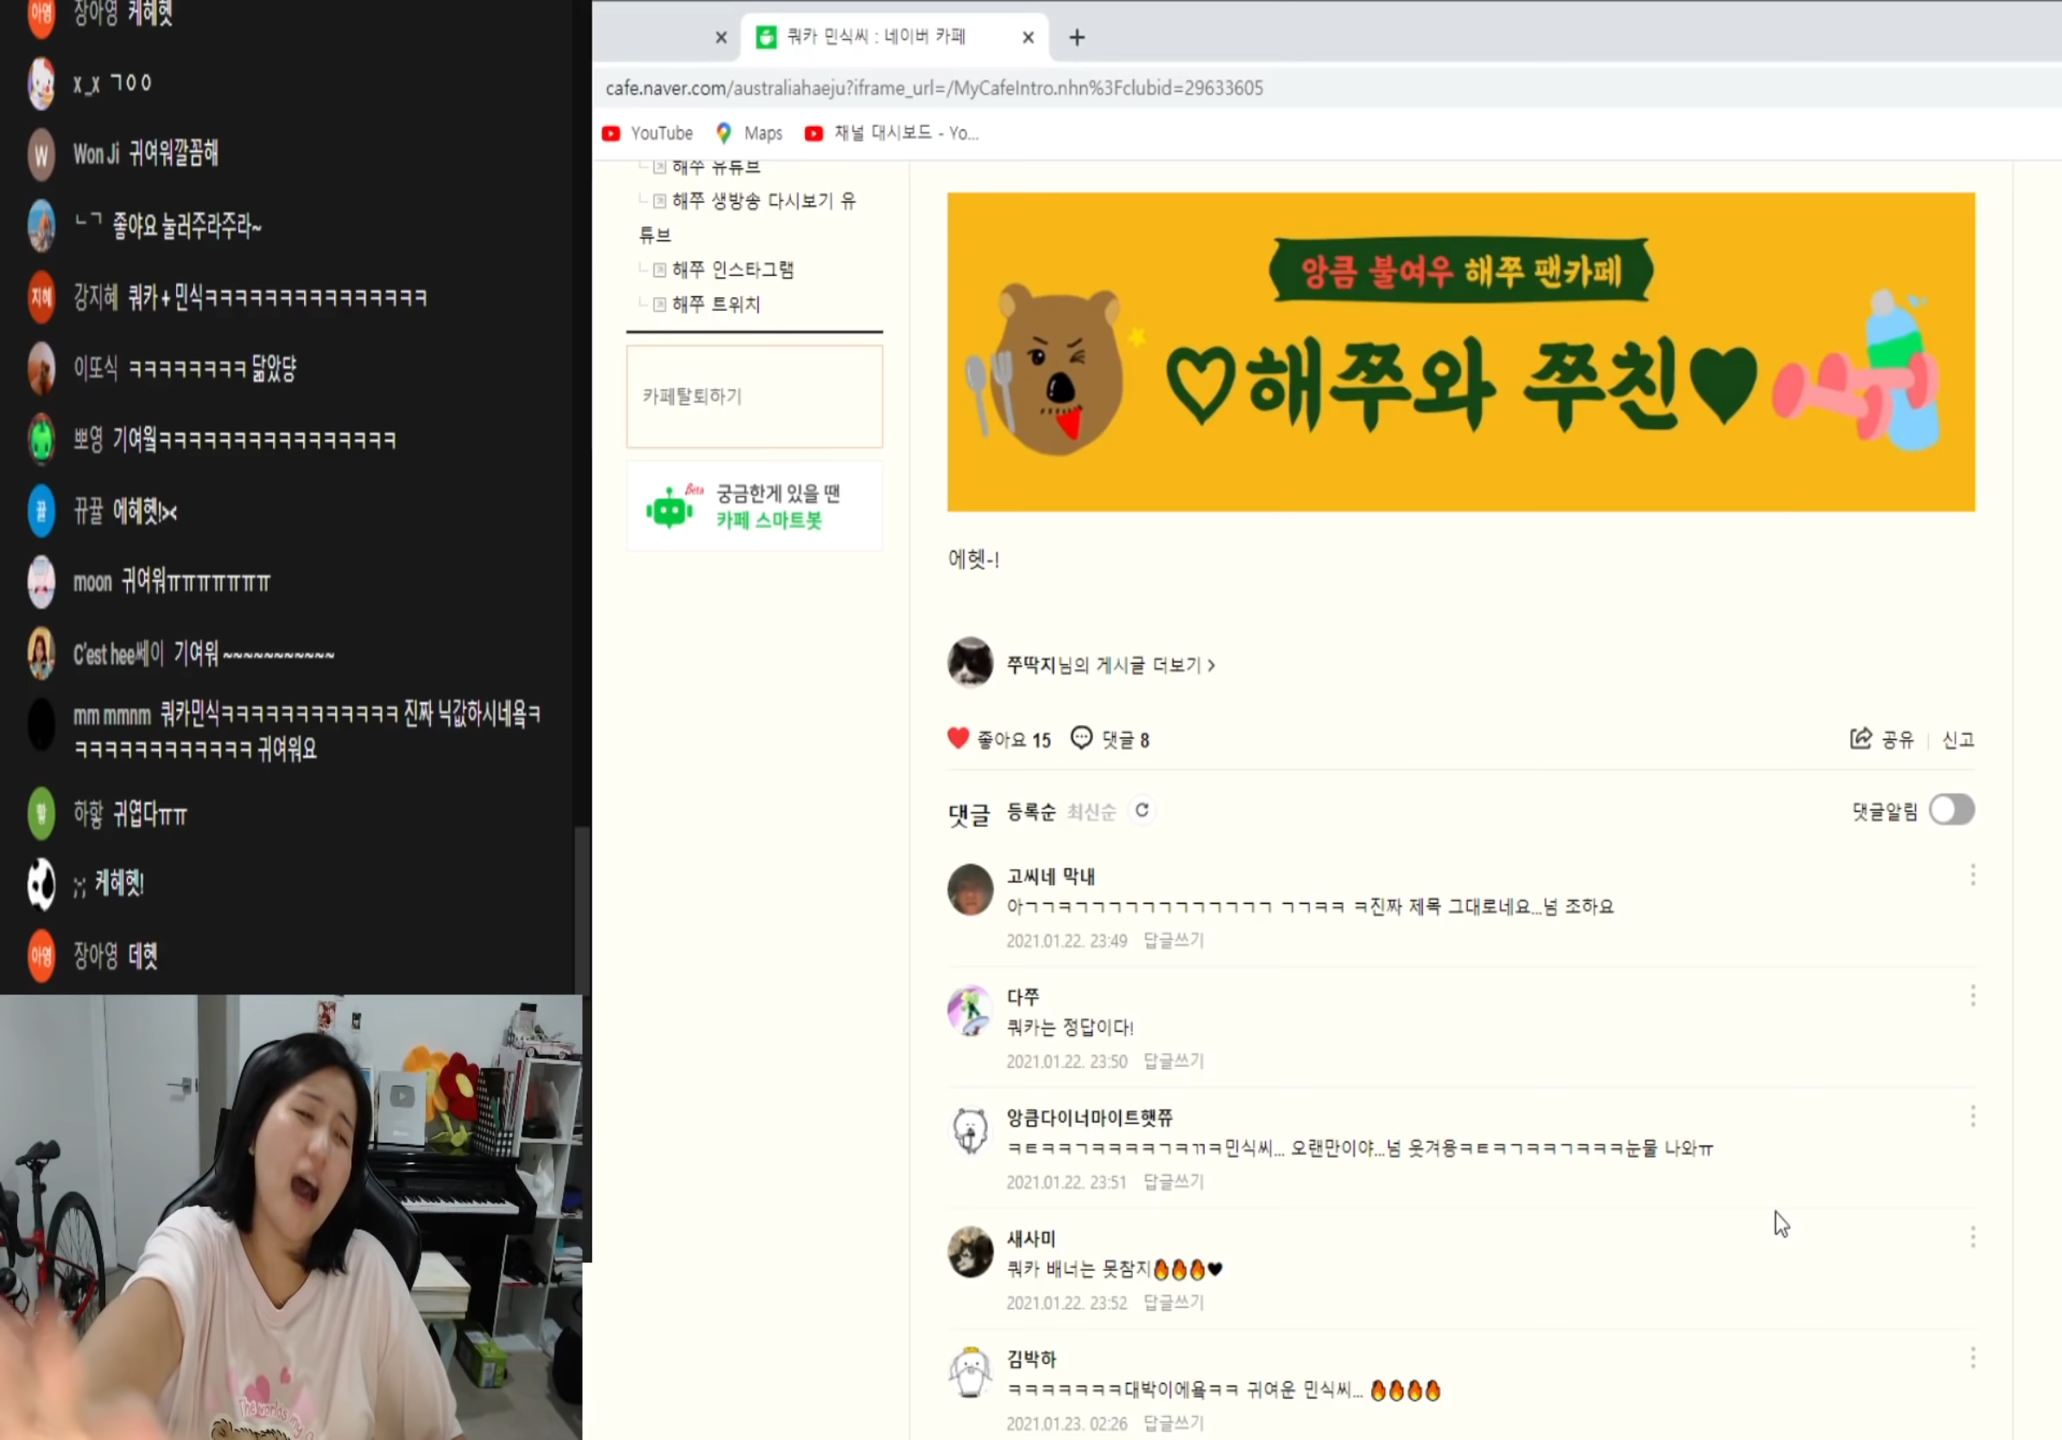 장아영 케헤헷
x_x ㄱㅇㅇ
W Won Ji 귀여워깔꼼해
ㄴㄱ 좋아요 눌러주라주라~
지혜 강지혜 쿼카+민식ㅋㅋㅋㅋㅋㅋㅋㅋㅋㅋㅋㅋㅋㅋㅋ
이또식 ㅋㅋㅋㅋㅋㅋㅋㅋ 닮았댱
뽀영 기여월ㅋㅋㅋㅋㅋㅋㅋㅋㅋㅋㅋㅋㅋㅋㅋㅋ
뀰 뀨뀰 에헤헷!><
moon 귀여워ㅠㅠㅠㅠㅠㅠㅠ
C'est hee쎄이 기여워~~~~~~~~~~~
mm mmnm 쿼카민식ㅋㅋㅋㅋㅋㅋㅋㅋㅋㅋㅋㅋ 진짜 닉값하시네욬ㅋ
ㅋㅋㅋㅋㅋㅋㅋㅋㅋㅋㅋㅋ 귀여워요
하핳 귀엽다ㅠㅠ
;; 케헤헷!
아영 장아영 데헷
쿼카 민식씨 : 네이버 카페
cafe.naver.com/australiahaeju?iframe_url=/MyCafeIntro.nhn%3Fclubid=29633605
YouTube Maps 채널 대시보드 - Yo...
해쭈 유튜브
해쭈 생방송 다시보기 유
튜브
해쭈 인스타그램
해쭈 트위치
카페탈퇴하기
Beta 궁금한게 있을 땐
카페 스마트봇
앙큼 불여우 해쭈 팬카페
♡해쭈와 쭈친♥
에헷-!
쭈딱지님의 게시글 더보기 >
좋아요 15 댓글 8 공유 신고
댓글 등록순 최신순 댓글알림
고씨네 막내
아ㄱㄱㅋㄱㄱㄱㄱㄱㄱㄱㄱㄱㄱㄱㄱ ㄱㄱㅋㅋ ㅋ진짜 제목 그대로네요...넘 조하요
2021.01.22. 23:49 답글쓰기
다쭈
쿼카는 정답이다!
2021.01.22. 23:50 답글쓰기
앙큼다이너마이트햇쮸
ㅋㅌㅋㅋㄱㅋㅋㅋㅋㄱㅋㄲㅋ민식씨... 오랜만이야...넘 웃겨용ㅋㅌㅋㄱㅋㅋㄱㅋㅋㅋ눈물 나와ㅠ
2021.01.22. 23:51 답글쓰기
새사미
쿼카 배너는 못참지🔥🔥🔥♥
2021.01.22. 23:52 답글쓰기
김박하
ㅋㅋㅋㅋㅋㅋㅋ대박이에욬ㅋㅋ 귀여운 민식씨... 🔥🔥🔥🔥
2021.01.23. 02:26 답글쓰기